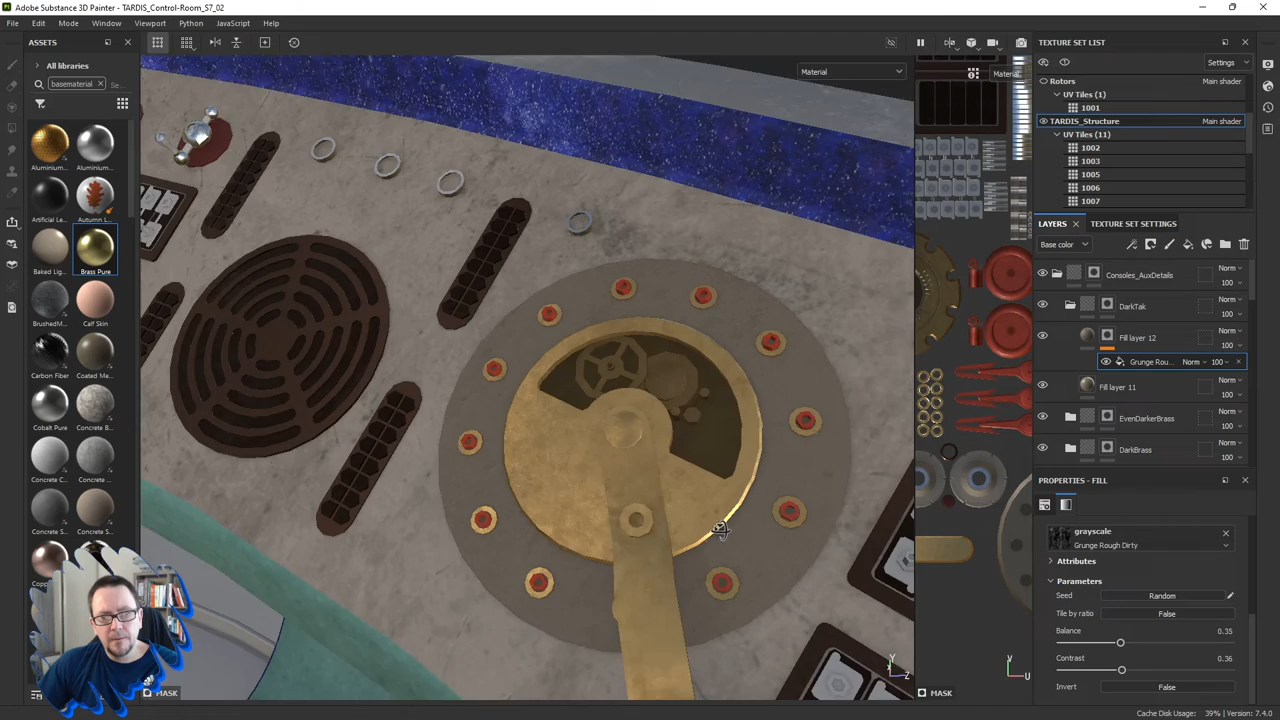 Adobe Substance 3D Painter - TARDIS_Control-Room_S7_02
File Edit Mode Window Viewport Python JavaScript Help
ASSETS
All libraries
basematerial × Se...
Aluminium... Aluminium...
Artificial Le... Autumn L...
Baked Lig... Brass Pure
BrushedM... Calf Skin
Carbon Fiber Coated Me...
Cobalt Pure Concrete B...
Concrete C... Concrete D...
Concrete S... Concrete S...
MASK
Material
Material
MASK
Y
Z
V
U
TEXTURE SET LIST
Settings
Rotors Main shader
UV Tiles (1)
1001
TARDIS_Structure Main shader
UV Tiles (11)
1002
1003
1005
1006
1007
LAYERS × TEXTURE SET SETTINGS
Base color
Consoles_AuxDetails Norm 100
DarkTak Norm 100
Fill layer 12 Norm 100
Grunge Rou... Norm 100 ×
Fill layer 11 Norm 100
EvenDarkerBrass Norm 100
DarkBrass Norm 100
PROPERTIES - FILL
grayscale
Grunge Rough Dirty
Attributes
Parameters
Seed Random
Tile by ratio False
Balance 0.35
Contrast 0.36
Invert False
Cache Disk Usage: 39% | Version: 7.4.0